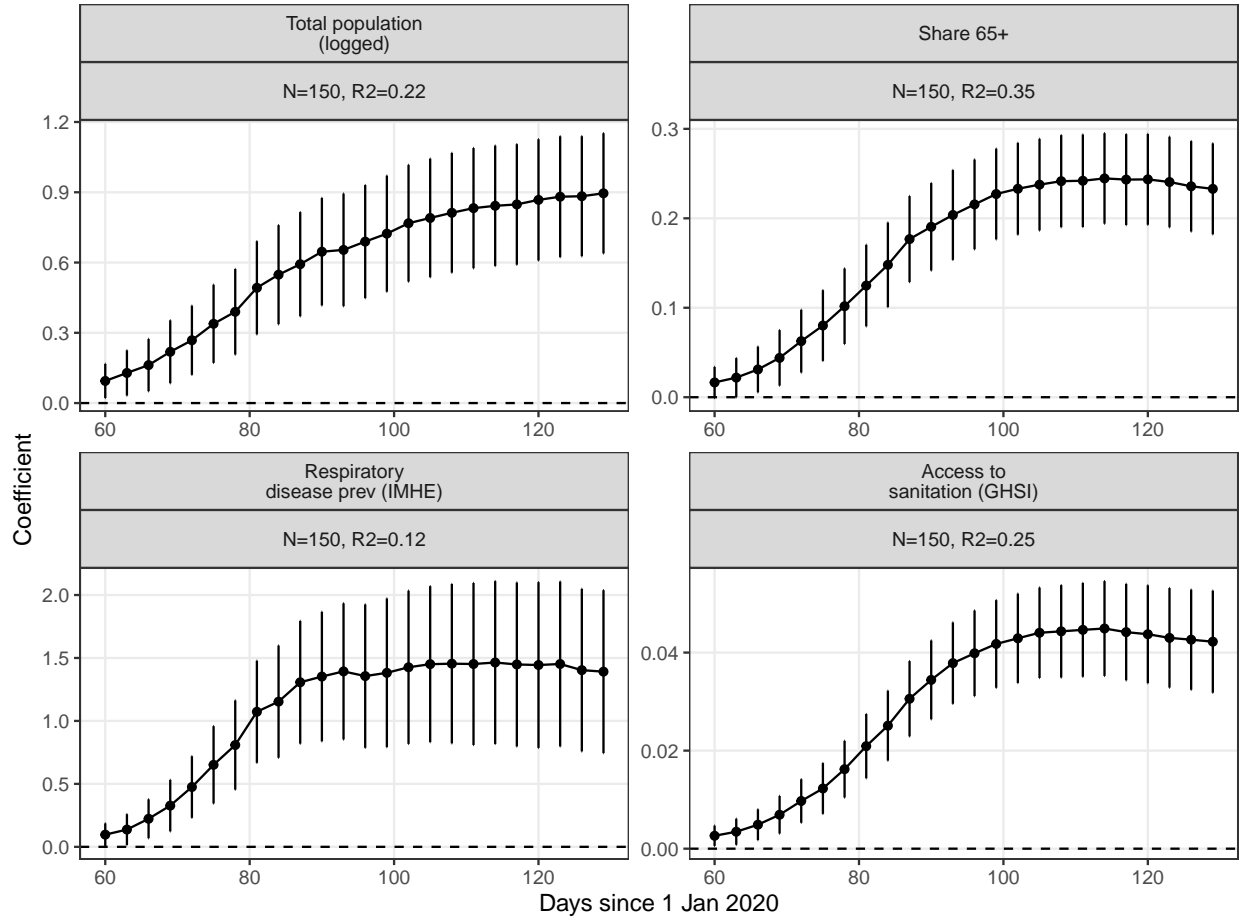 Total population
(logged)
N=150, R2=0.22
1.2
0.9
0.6
0.3
0.0
60
80
100
120
Share 65+
N=150, R2=0.35
0.3
0.2
0.1
0.0
60
80
100
120
Coefficient
Respiratory
disease prev (IMHE)
N=150, R2=0.12
2.0
1.5
1.0
0.5
0.0
60
80
100
120
Access to
sanitation (GHSI)
N=150, R2=0.25
0.04
0.02
0.00
60
80
100
120
Days since 1 Jan 2020